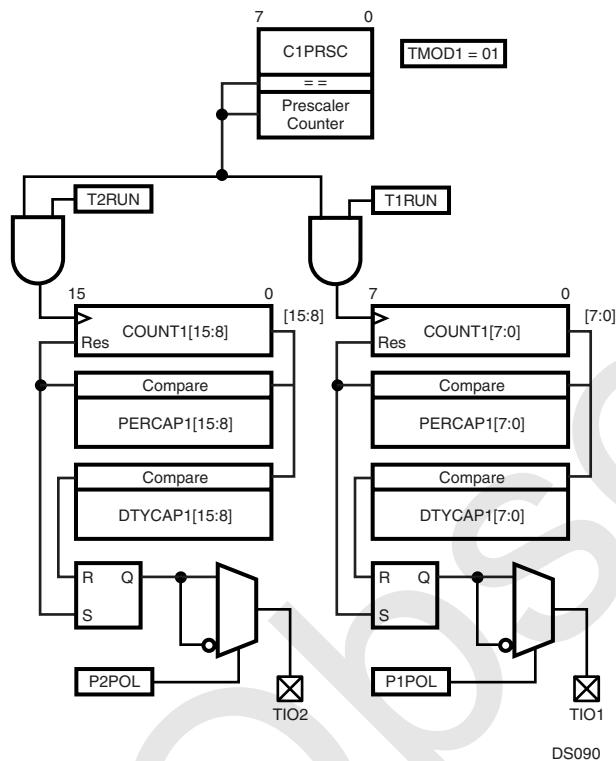 7 0
C1PRSC
TMOD1 = 01
= =
Prescaler
Counter
T2RUN
T1RUN
15 0
[15:8]
7 0
[7:0]
COUNT1[15:8]
Res
COUNT1[7:0]
Res
Compare
PERCAP1[15:8]
Compare
PERCAP1[7:0]
Compare
DTYCAP1[15:8]
Compare
DTYCAP1[7:0]
R Q
S
R Q
S
P2POL
TIO2
P1POL
TIO1
DS090